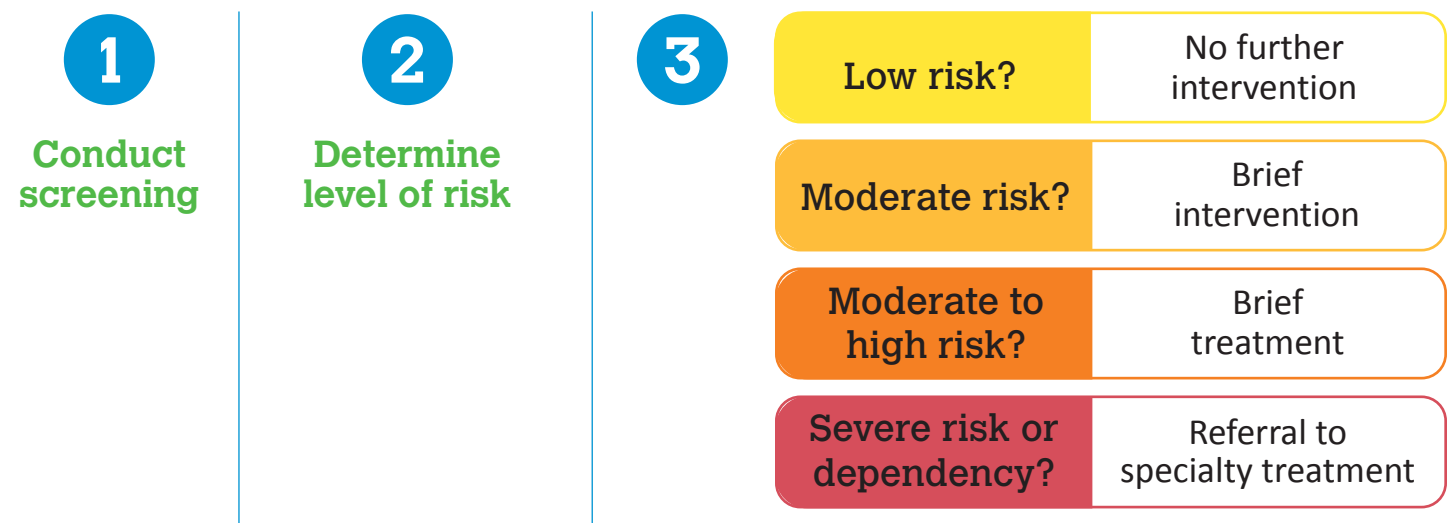 1
Conduct
screening
2
Determine
level of risk
3
Low risk?
No further
intervention
Moderate risk?
Brief
intervention
Moderate to
high risk?
Brief
treatment
Severe risk or
dependency?
Referral to
specialty treatment